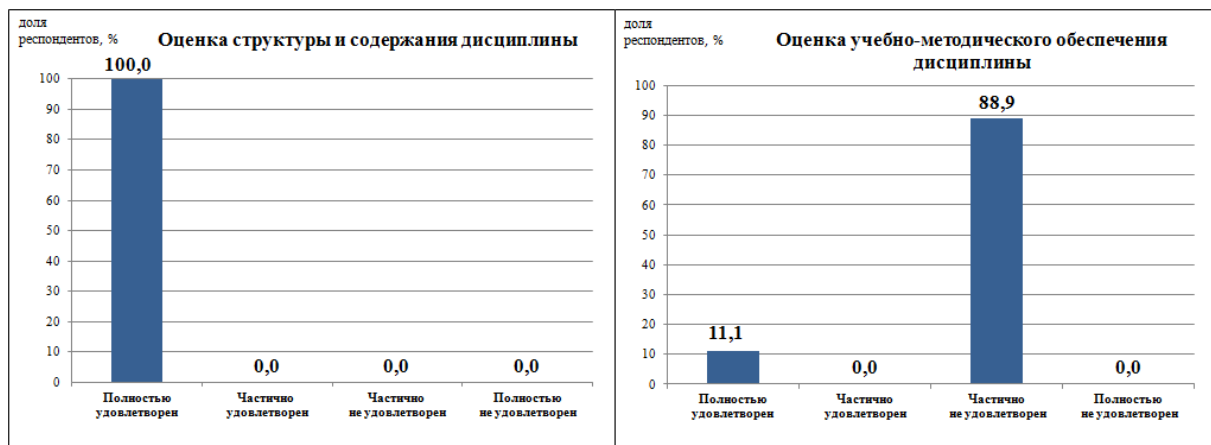 доля
респондентов, %
Оценка структуры и содержания дисциплины
100,0
100
90
80
70
60
50
40
30
20
10
0
0,0
0,0
0,0
Полностью
удовлетворен
Частично
удовлетворен
Частично
не удовлетворен
Полностью
не удовлетворен
доля
респондентов, %
Оценка учебно-методического обеспечения
дисциплины
100
90
80
70
60
50
40
30
20
10
0
11,1
0,0
88,9
0,0
Полностью
удовлетворен
Частично
удовлетворен
Частично
не удовлетворен
Полностью
не удовлетворен